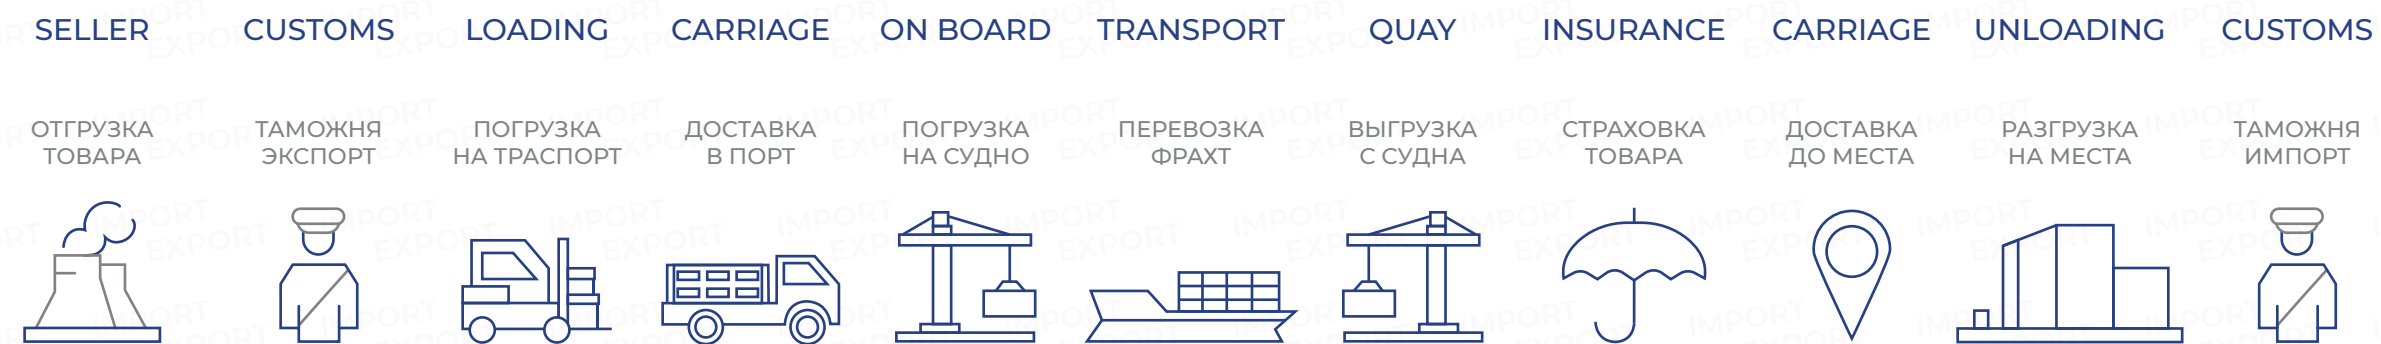 SELLER CUSTOMS LOADING CARRIAGE ON BOARD TRANSPORT QUAY INSURANCE CARRIAGE UNLOADING CUSTOMS
ОТГРУЗКА ТОВАРА
ТАМОЖНЯ ЭКСПОРТ
ПОГРУЗКА НА ТРАСПОРТ
ДОСТАВКА В ПОРТ
ПОГРУЗКА НА СУДНО
ПЕРЕВОЗКА ФРАХТ
ВЫГРУЗКА С СУДНА
СТРАХОВКА ТОВАРА
ДОСТАВКА ДО МЕСТА
РАЗГРУЗКА НА МЕСТА
ТАМОЖНЯ ИМПОРТ
IMPORT
EXPORT